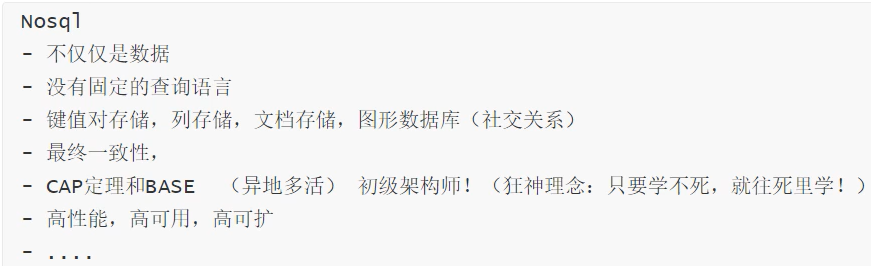 Nosql
- 不仅仅是数据
- 没有固定的查询语言
- 键值对存储，列存储，文档存储，图形数据库（社交关系）
- 最终一致性，
- CAP定理和BASE  （异地多活） 初级架构师！（狂神理念：只要学不死，就往死里学！）
- 高性能，高可用，高可扩
- ....